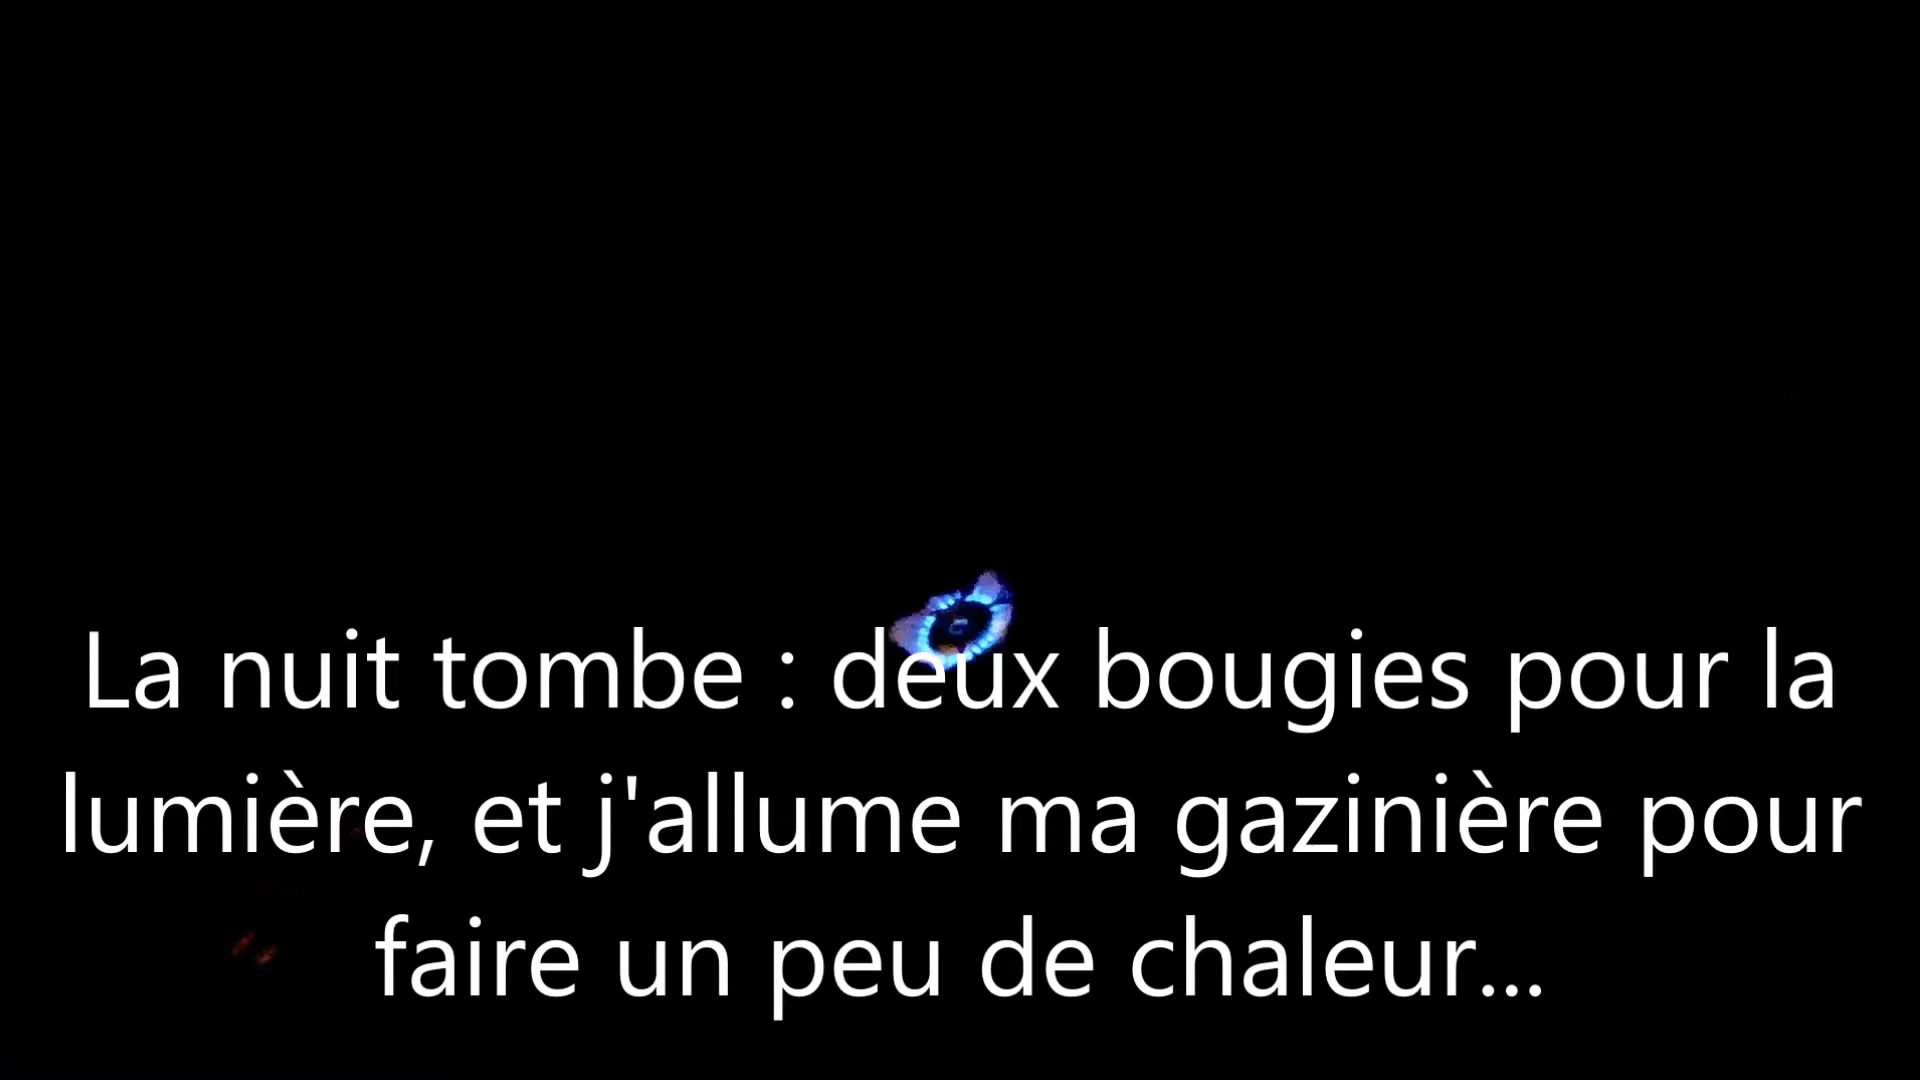 La nuit tombe : deux bougies pour la
lumière, et j'allume ma gazinière pour
faire un peu de chaleur...